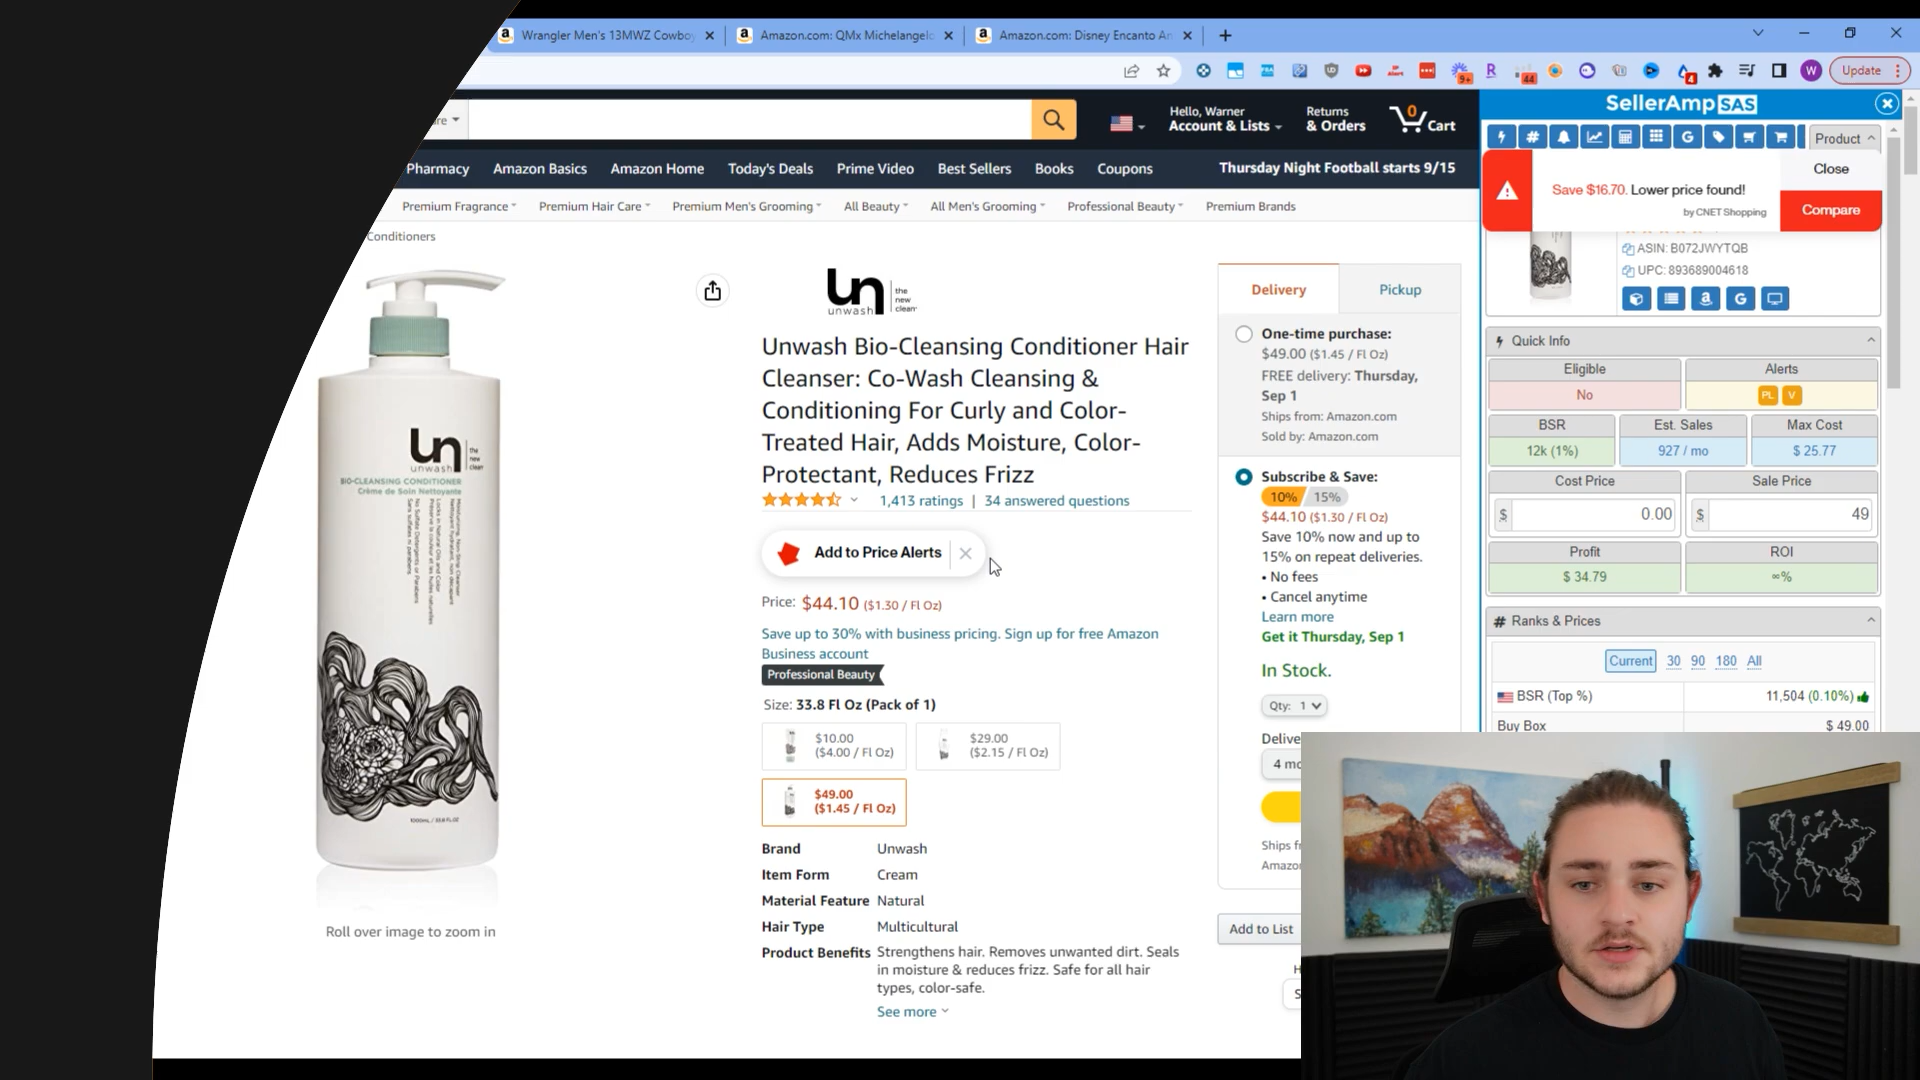 Wrangler Men's 13MWZ Cowboy
Amazon.com: QMx Michelangelo
Amazon.com: Disney Encanto An
9+
44
4
W
Update
Hello, Warner
Account & Lists
Returns
& Orders
0
Cart
SellerAmp SAS
Product
Pharmacy
Amazon Basics
Amazon Home
Today's Deals
Prime Video
Best Sellers
Books
Coupons
Thursday Night Football starts 9/15
Close
Save $16.70. Lower price found!
by CNET Shopping
Compare
Premium Fragrance
Premium Hair Care
Premium Men's Grooming
All Beauty
All Men's Grooming
Professional Beauty
Premium Brands
Conditioners
un
unwash
the
new
clean
Unwash Bio-Cleansing Conditioner Hair
Cleanser: Co-Wash Cleansing &
Conditioning For Curly and Color-
Treated Hair, Adds Moisture, Color-
Protectant, Reduces Frizz
1,413 ratings | 34 answered questions
Add to Price Alerts
Price: $44.10 ($1.30 / Fl Oz)
Save up to 30% with business pricing. Sign up for free Amazon
Business account
Professional Beauty
Size: 33.8 Fl Oz (Pack of 1)
$10.00
($4.00 / Fl Oz)
$29.00
($2.15 / Fl Oz)
$49.00
($1.45 / Fl Oz)
Brand Unwash
Item Form Cream
Material Feature Natural
Hair Type Multicultural
Product Benefits Strengthens hair. Removes unwanted dirt. Seals
in moisture & reduces frizz. Safe for all hair
types, color-safe.
See more
un
unwash
the
new
clean
BIO-CLEANSING CONDITIONER
Crème de Soin Nettoyante
Roll over image to zoom in
Delivery
Pickup
One-time purchase:
$49.00 ($1.45 / Fl Oz)
FREE delivery: Thursday,
Sep 1
Ships from: Amazon.com
Sold by: Amazon.com
Subscribe & Save:
10% 15%
$44.10 ($1.30 / Fl Oz)
Save 10% now and up to
15% on repeat deliveries.
• No fees
• Cancel anytime
Learn more
Get it Thursday, Sep 1
In Stock.
Qty: 1
4 mo
Add to List
ASIN: B072JWYTQB
UPC: 893689004618
Quick Info
Eligible
No
Alerts
PL V
BSR
12k (1%)
Est. Sales
927 / mo
Max Cost
$ 25.77
Cost Price
$ 0.00
Sale Price
$ 49
Profit
$ 34.79
ROI
∞%
# Ranks & Prices
Current 30 90 180 All
BSR (Top %) 11,504 (0.10%)
Buy Box $ 49.00